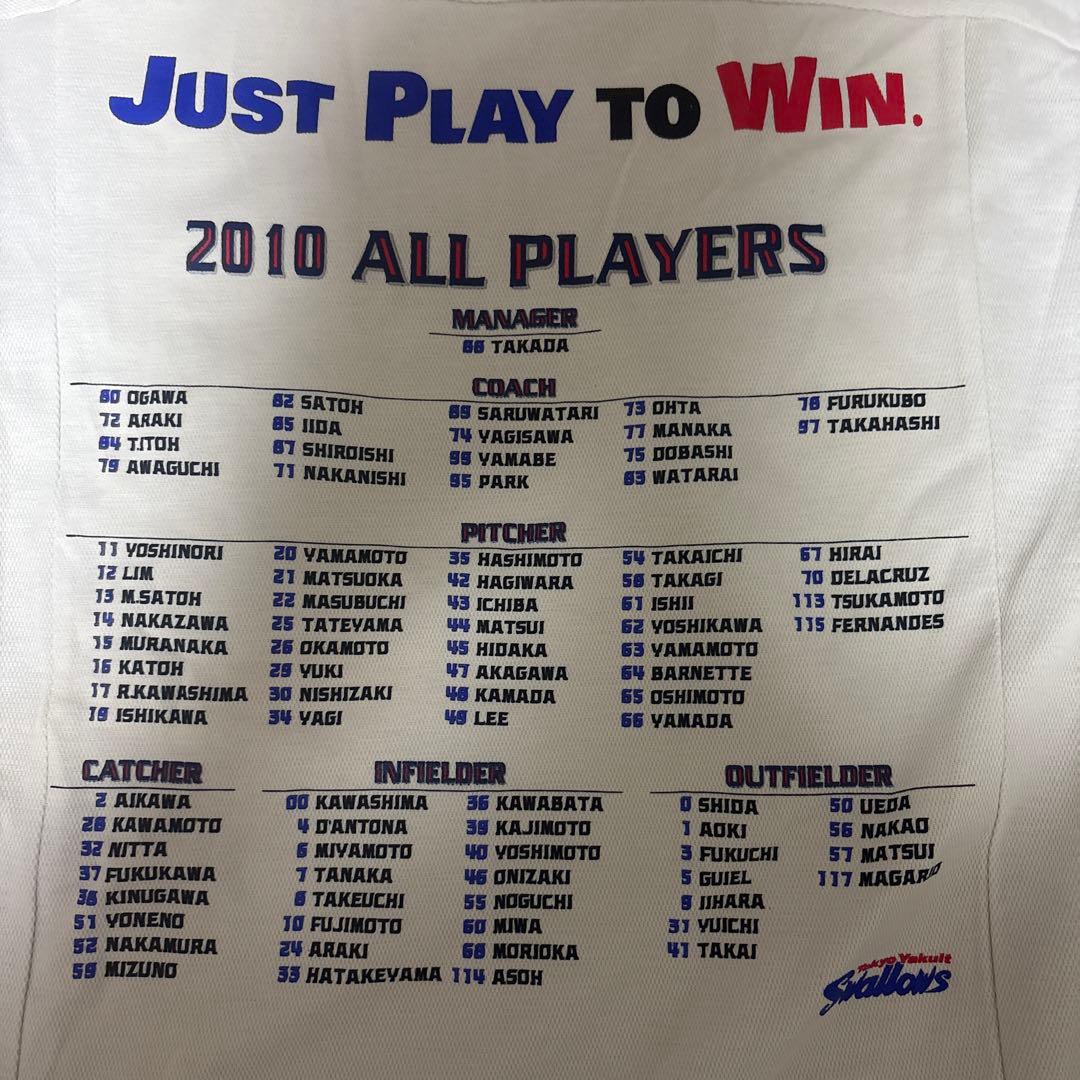 JUST PLAY TO WIN.
2010 ALL PLAYERS
MANAGER
88 TAKADA
COACH
80 OGAWA
72 ARAKI
84 T.ITOH
79 AWAGUCHI
82 SATOH
85 IIDA
87 SHIROISHI
71 NAKANISHI
89 SARUWATARI
74 YAGISAWA
99 YAMABE
95 PARK
73 OHTA
77 MANAKA
75 DOBASHI
83 WATARAI
78 FURUKUBO
97 TAKAHASHI
PITCHER
11 YOSHINORI
12 LIM
13 M.SATOH
14 NAKAZAWA
15 MURANAKA
16 KATOH
17 R.KAWASHIMA
19 ISHIKAWA
20 YAMAMOTO
21 MATSUOKA
22 MASUBUCHI
25 TATEYAMA
26 OKAMOTO
29 YUKI
30 NISHIZAKI
34 YAGI
35 HASHIMOTO
42 HAGIWARA
43 ICHIBA
44 MATSUI
45 HIDAKA
47 AKAGAWA
48 KAMADA
49 LEE
54 TAKAICHI
58 TAKAGI
61 ISHII
62 YOSHIKAWA
63 YAMAMOTO
64 BARNETTE
65 OSHIMOTO
66 YAMADA
67 HIRAI
70 DELACRUZ
113 TSUKAMOTO
115 FERNANDES
CATCHER
2 AIKAWA
28 KAWAMOTO
32 NITTA
37 FUKUKAWA
38 KINUGAWA
51 YONENO
52 NAKAMURA
59 MIZUNO
INFIELDER
00 KAWASHIMA
4 D'ANTONA
6 MIYAMOTO
7 TANAKA
8 TAKEUCHI
10 FUJIMOTO
24 ARAKI
33 HATAKEYAMA
36 KAWABATA
39 KAJIMOTO
40 YOSHIMOTO
46 ONIZAKI
55 NOGUCHI
60 MIWA
68 MORIOKA
114 ASOH
OUTFIELDER
0 SHIDA
1 AOKI
3 FUKUCHI
5 GUIEL
9 IIHARA
31 YUICHI
41 TAKAI
50 UEDA
56 NAKAO
57 MATSUI
117 MAGARIO
Tokyo Yakult
Swallows